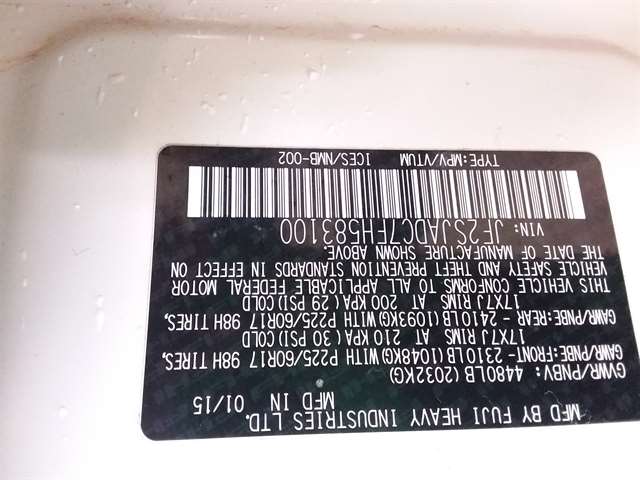 MFD BY FUJI HEAVY INDUSTRIES LTD.
MFD IN 01/15
GVWR/PNBV: 4480LB (2032KG)
GAWR/PNBE:FRONT- 2310LB (1048KG)WITH P225/60R17 98H TIRES,
17X7J RIMS AT 210 KPA (30 PSI) COLD
GAWR/PNBE:REAR - 2410LB (1093KG)WITH P225/60R17 98H TIRES,
17X7J RIMS AT 200 KPA (29 PSI) COLD
THIS VEHICLE CONFORMS TO ALL APPLICABLE FEDERAL MOTOR
VEHICLE SAFETY AND THEFT PREVENTION STANDARDS IN EFFECT ON
THE DATE OF MANUFACTURE SHOWN ABOVE.
VIN: JF2SJADC7FH583100
TYPE:MPV/VTUM ICES/NMB-002